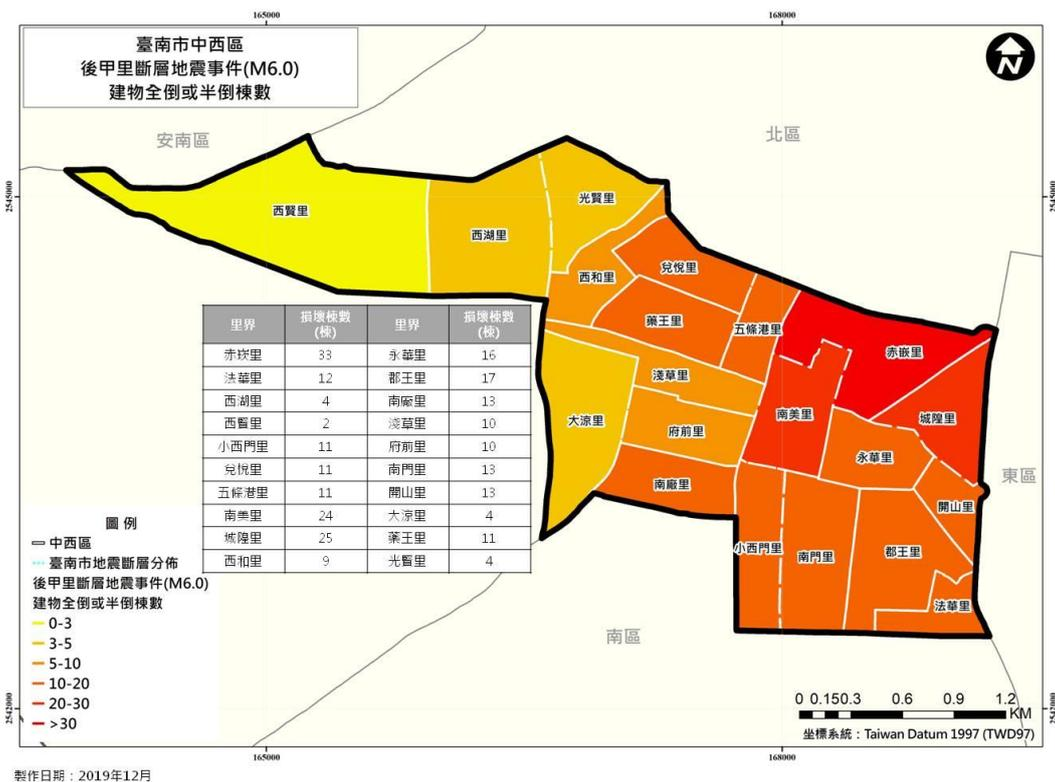 165000
168000
臺南市中西區
後甲里斷層地震事件(M6.0)
建物全倒或半倒棟數
N
安南區
北區
2545000
2545000
光賢里
西賢里
西湖里
兌悅里
西和里
藥王里
五條港里
赤嵌里
淺草里
大涼里
南美里
城隍里
府前里
永華里
南廠里
東區
開山里
小西門里
南門里
郡王里
法華里
南區
里界 損壞棟數(棟) 里界 損壞棟數(棟)
赤崁里 33 永華里 16
法華里 12 郡王里 17
西湖里 4 南廠里 13
西賢里 2 淺草里 10
小西門里 11 府前里 10
兌悅里 11 南門里 13
五條港里 11 開山里 13
南美里 24 大涼里 4
城隍里 25 藥王里 11
西和里 9 光賢里 4
圖例
中西區
臺南市地震斷層分佈
後甲里斷層地震事件(M6.0)
建物全倒或半倒棟數
0-3
3-5
5-10
10-20
20-30
>30
0 0.15 0.3 0.6 0.9 1.2
KM
坐標系統：Taiwan Datum 1997 (TWD97)
2542000
2542000
165000
168000
製作日期：2019年12月